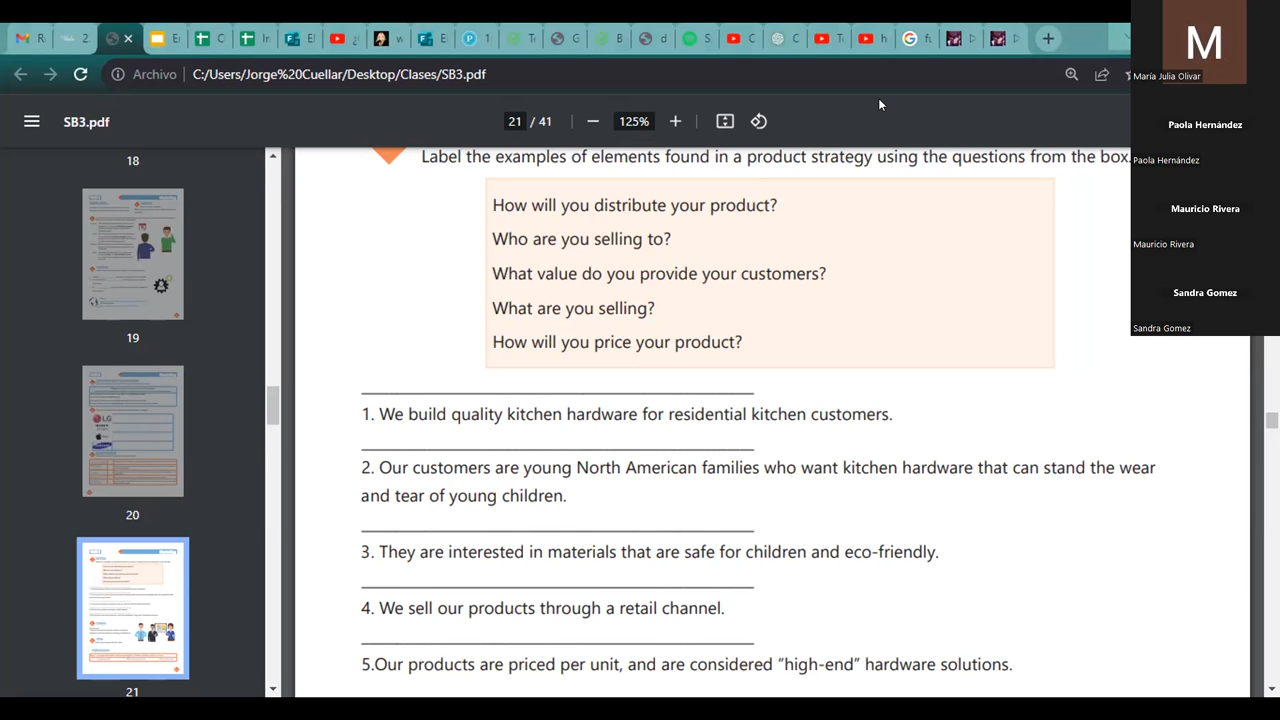 R
2
E
C
In
El
¿
w
E
1
Te
G
B
d
S
C
C
T
h
fu
D
D
Archivo
C:/Users/Jorge%20Cuellar/Desktop/Clases/SB3.pdf
SB3.pdf
21 / 41
125%
M
María Julia Olivar
Paola Hernández
Paola Hernández
Mauricio Rivera
Mauricio Rivera
Sandra Gomez
Sandra Gomez
18
19
20
21
Label the examples of elements found in a product strategy using the questions from the box.
How will you distribute your product?
Who are you selling to?
What value do you provide your customers?
What are you selling?
How will you price your product?
1. We build quality kitchen hardware for residential kitchen customers.
2. Our customers are young North American families who want kitchen hardware that can stand the wear
and tear of young children.
3. They are interested in materials that are safe for children and eco-friendly.
4. We sell our products through a retail channel.
5.Our products are priced per unit, and are considered “high-end” hardware solutions.